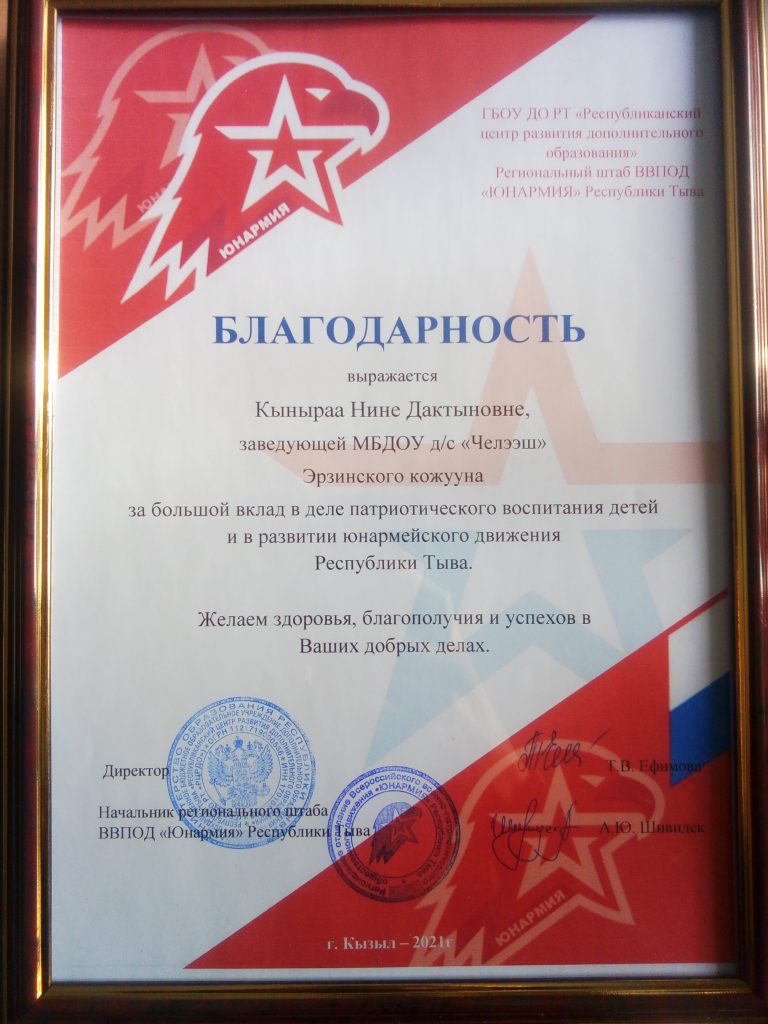 ЮНАРМИЯ
ГБОУ ДО РТ «Республиканский
центр развития дополнительного
образования»
Региональный штаб ВВПОД
«ЮНАРМИЯ» Республики Тыва
БЛАГОДАРНОСТЬ
выражается
Кыныраа Нине Дактыновне,
заведующей МБДОУ д/с «Челээш»
Эрзинского кожууна
за большой вклад в деле патриотического воспитания детей
и в развитии юнармейского движения
Республики Тыва.
Желаем здоровья, благополучия и успехов в
Ваших добрых делах.
Директор
Т.В. Ефимова
Начальник регионального штаба
ВВПОД «Юнармия» Республики Тыва
А.Ю. Шивидек
ЮНАРМИЯ
г. Кызыл – 2021г